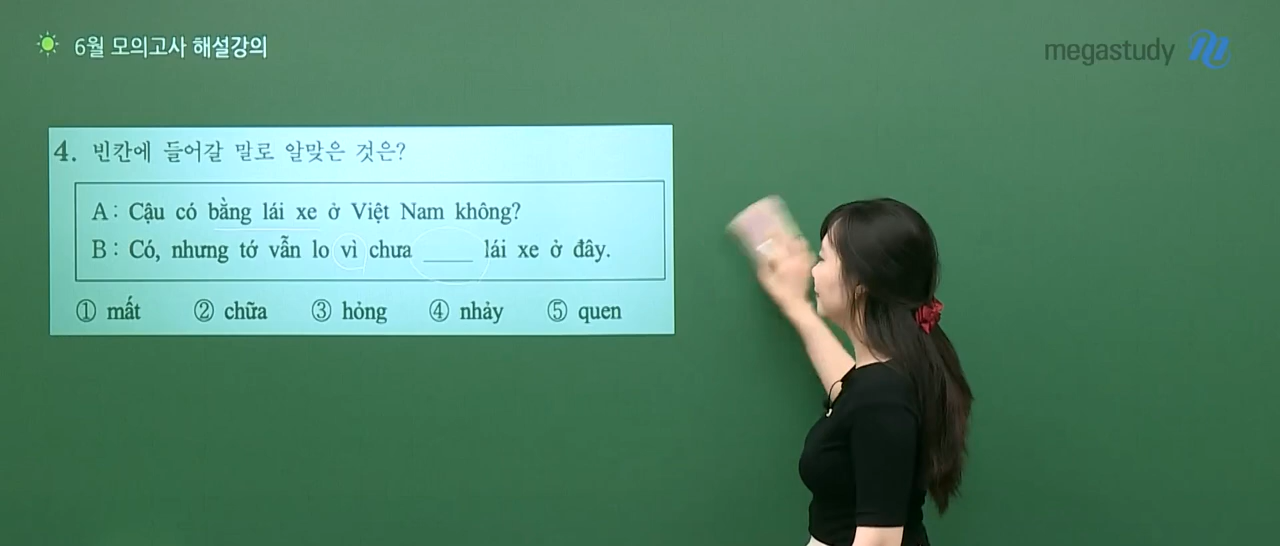 6월 모의고사 해설강의
megastudy
4. 빈칸에 들어갈 말로 알맞은 것은?
A: Cậu có bằng lái xe ở Việt Nam không?
B: Có, nhưng tớ vẫn lo vì chưa ____ lái xe ở đây.
① mất ② chữa ③ hỏng ④ nhảy ⑤ quen